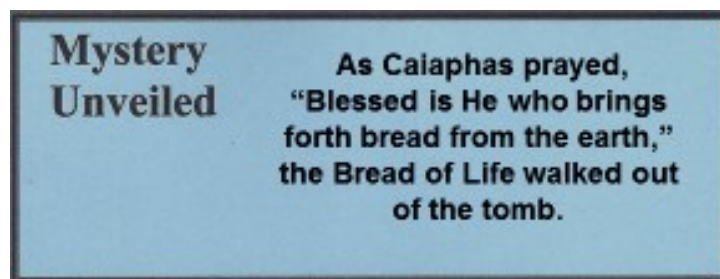 Mystery
Unveiled
As Caiaphas prayed,
“Blessed is He who brings
forth bread from the earth,”
the Bread of Life walked out
of the tomb.